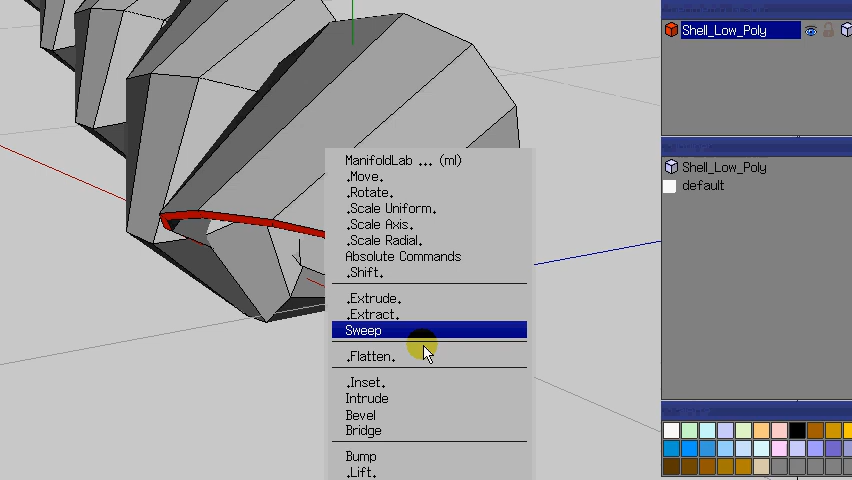 Shell_Low_Poly
ManifoldLab ... (ml)
.Move.
.Rotate.
.Scale Uniform.
.Scale Axis.
.Scale Radial.
Absolute Commands
.Shift.
.Extrude.
.Extract.
Sweep
.Flatten.
.Inset.
Intrude
Bevel
Bridge
Bump
.Lift.
Shell_Low_Poly
default